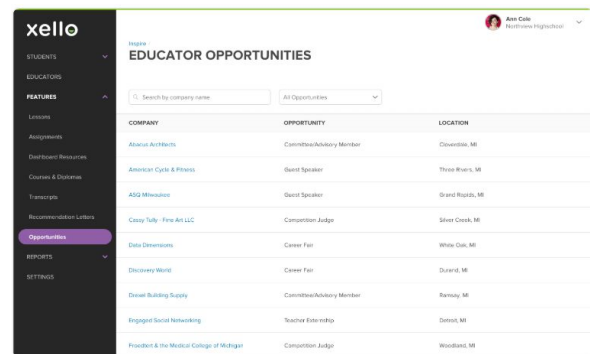 xello
Ann Cole
Northview Highschool
STUDENTS
EDUCATORS
FEATURES
Lessons
Assignments
Dashboard Resources
Courses & Diplomas
Transcripts
Recommendation Letters
Opportunities
REPORTS
SETTINGS
Inspire
EDUCATOR OPPORTUNITIES
Search by company name
All Opportunities
COMPANY OPPORTUNITY LOCATION
Abacus Architects Committee/Advisory Member Cloverdale, MI
American Cycle & Fitness Guest Speaker Three Rivers, MI
ASQ Milwaukee Guest Speaker Grand Rapids, MI
Cassy Tully - Fine Art LLC Competition Judge Silver Creek, MI
Data Dimensions Career Fair White Oak, MI
Discovery World Career Fair Durand, MI
Drexel Building Supply Committee/Advisory Member Ramsay, MI
Engaged Social Networking Teacher Externship Detroit, MI
Froedtert & the Medical College of Michigan Competition Judge Woodland, MI